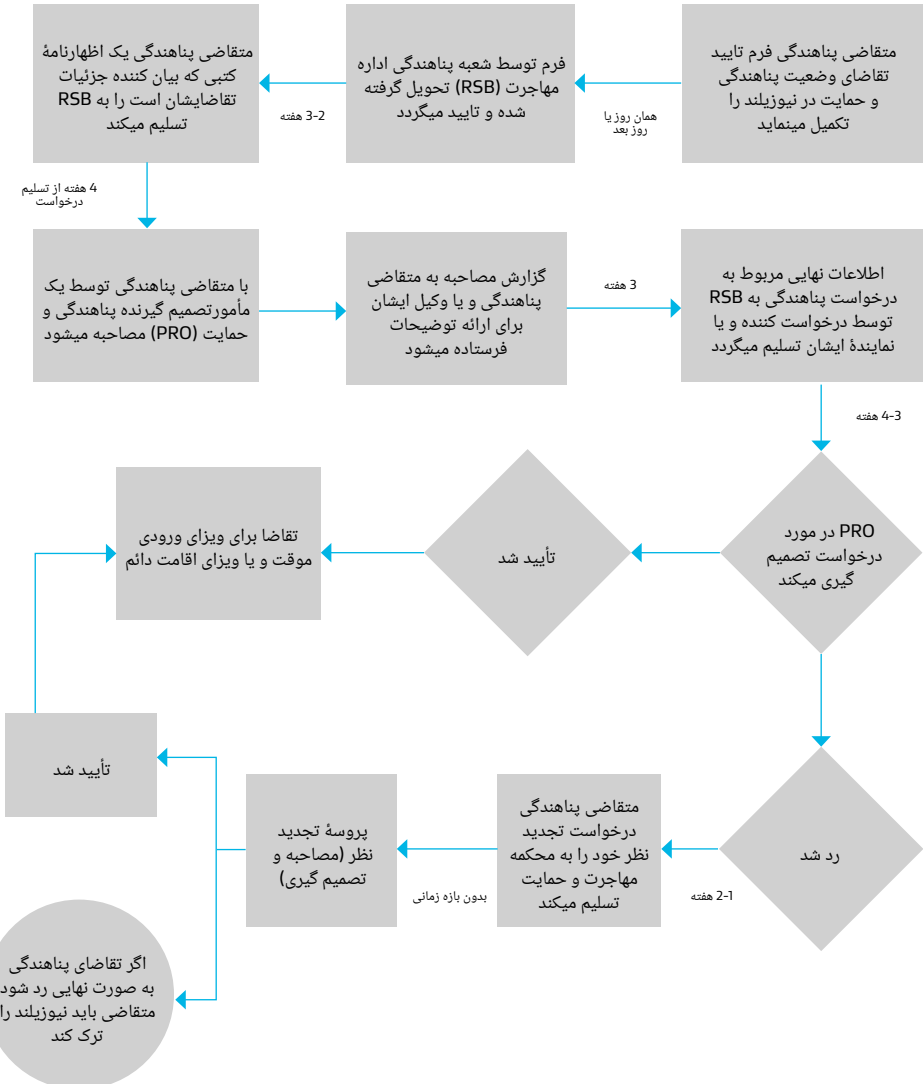 متقاضی پناهندگی فرم تایید
تقاضای وضعیت پناهندگی
و حمایت در نیوزیلند را
تکمیل مینماید
همان روز یا
روز بعد
فرم توسط شعبه پناهندگی اداره
مهاجرت (RSB) تحویل گرفته
شده و تایید میگردد
3-2 هفته
متقاضی پناهندگی یک اظهارنامهٔ
کتبی که بیان کننده جزئیات
تقاضایشان است را به RSB
تسلیم میکند
4 هفته از تسلیم
درخواست
با متقاضی پناهندگی توسط یک
مأمورتصمیم گیرنده پناهندگی و
حمایت (PRO) مصاحبه میشود
گزارش مصاحبه به متقاضی
پناهندگی و یا وکیل ایشان
برای ارائه توضیحات
فرستاده میشود
3 هفته
اطلاعات نهایی مربوط به
درخواست پناهندگی به RSB
توسط درخواست کننده و یا
نمایندهٔ ایشان تسلیم میگردد
4-3 هفته
PRO در مورد
درخواست تصمیم
گیری میکند
تأیید شد
تقاضا برای ویزای ورودی
موقت و یا ویزای اقامت دائم
رد شد
2-1 هفته
متقاضی پناهندگی
درخواست تجدید
نظر خود را به محکمه
مهاجرت و حمایت
تسلیم میکند
بدون بازه زمانی
پروسهٔ تجدید
نظر (مصاحبه و
تصمیم گیری)
تأیید شد
اگر تقاضای پناهندگی
به صورت نهایی رد شود
متقاضی باید نیوزیلند را
ترک کند